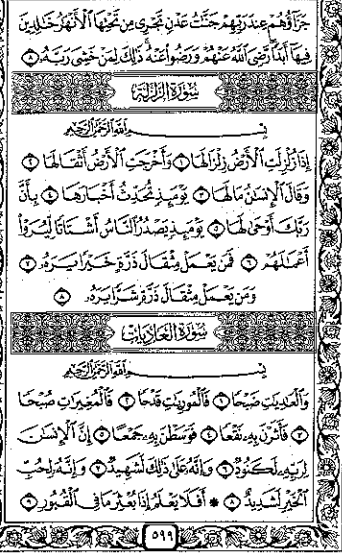 جَزَآؤُهُمْ عِندَ رَبِّهِمْ جَنَّٰتُ عَدْنٍ تَجْرِى مِن تَحْتِهَا ٱلْأَنْهَٰرُ خَٰلِدِينَ
فِيهَآ أَبَدًا رَّضِىَ ٱللَّهُ عَنْهُمْ وَرَضُوا۟ عَنْهُ ذَٰلِكَ لِمَنْ خَشِىَ رَبَّهُۥ ٨
سُورَةُ الزَّلْزَلَةِ
بِسْمِ ٱللَّهِ ٱلرَّحْمَٰنِ ٱلرَّحِيمِ
إِذَا زُلْزِلَتِ ٱلْأَرْضُ زِلْزَالَهَا ١ وَأَخْرَجَتِ ٱلْأَرْضُ أَثْقَالَهَا ٢
وَقَالَ ٱلْإِنسَٰنُ مَا لَهَا ٣ يَوْمَئِذٍ تُحَدِّثُ أَخْبَارَهَا ٤ بِأَنَّ
رَبَّكَ أَوْحَىٰ لَهَا ٥ يَوْمَئِذٍ يَصْدُرُ ٱلنَّاسُ أَشْتَاتًا لِّيُرَوْا۟
أَعْمَٰلَهُمْ ٦ فَمَن يَعْمَلْ مِثْقَالَ ذَرَّةٍ خَيْرًا يَرَهُۥ ٧
وَمَن يَعْمَلْ مِثْقَالَ ذَرَّةٍ شَرًّا يَرَهُۥ ٨
سُورَةُ الْعَادِيَاتِ
بِسْمِ ٱللَّهِ ٱلرَّحْمَٰنِ ٱلرَّحِيمِ
وَٱلْعَٰدِيَٰتِ ضَبْحًا ١ فَٱلْمُورِيَٰتِ قَدْحًا ٢ فَٱلْمُغِيرَٰتِ صُبْحًا
٣ فَأَثَرْنَ بِهِۦ نَقْعًا ٤ فَوَسَطْنَ بِهِۦ جَمْعًا ٥ إِنَّ ٱلْإِنسَٰنَ
لِرَبِّهِۦ لَكَنُودٌ ٦ وَإِنَّهُۥ عَلَىٰ ذَٰلِكَ لَشَهِيدٌ ٧ وَإِنَّهُۥ لِحُبِّ
ٱلْخَيْرِ لَشَدِيدٌ ٨ ۞ أَفَلَا يَعْلَمُ إِذَا بُعْثِرَ مَا فِى ٱلْقُبُورِ ٩
٥٩٩